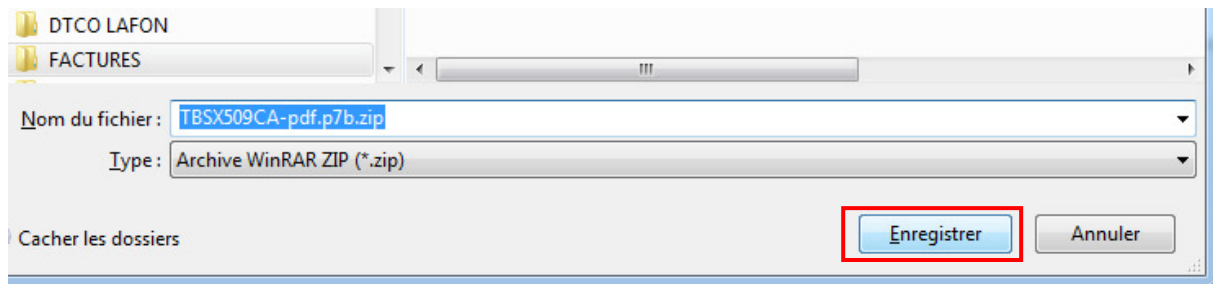 DTCO LAFON
FACTURES
Nom du fichier : TBSX509CA-pdf.p7b.zip
Type : Archive WinRAR ZIP (*.zip)
Cacher les dossiers
Enregistrer Annuler